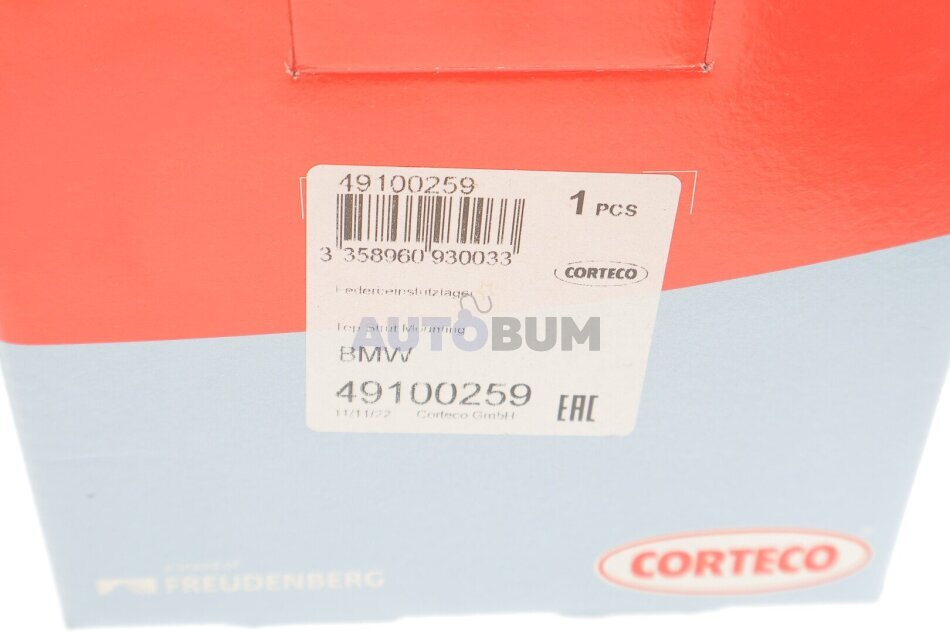 49100259
1 PCS
3 358960 930033
CORTECO
Federbeinstützlager
Top Strut Mounting
AUTOBUM
BMW
49100259
11/11/22 Corteco GmbH
EAC
CORTECO
FREUDENBERG